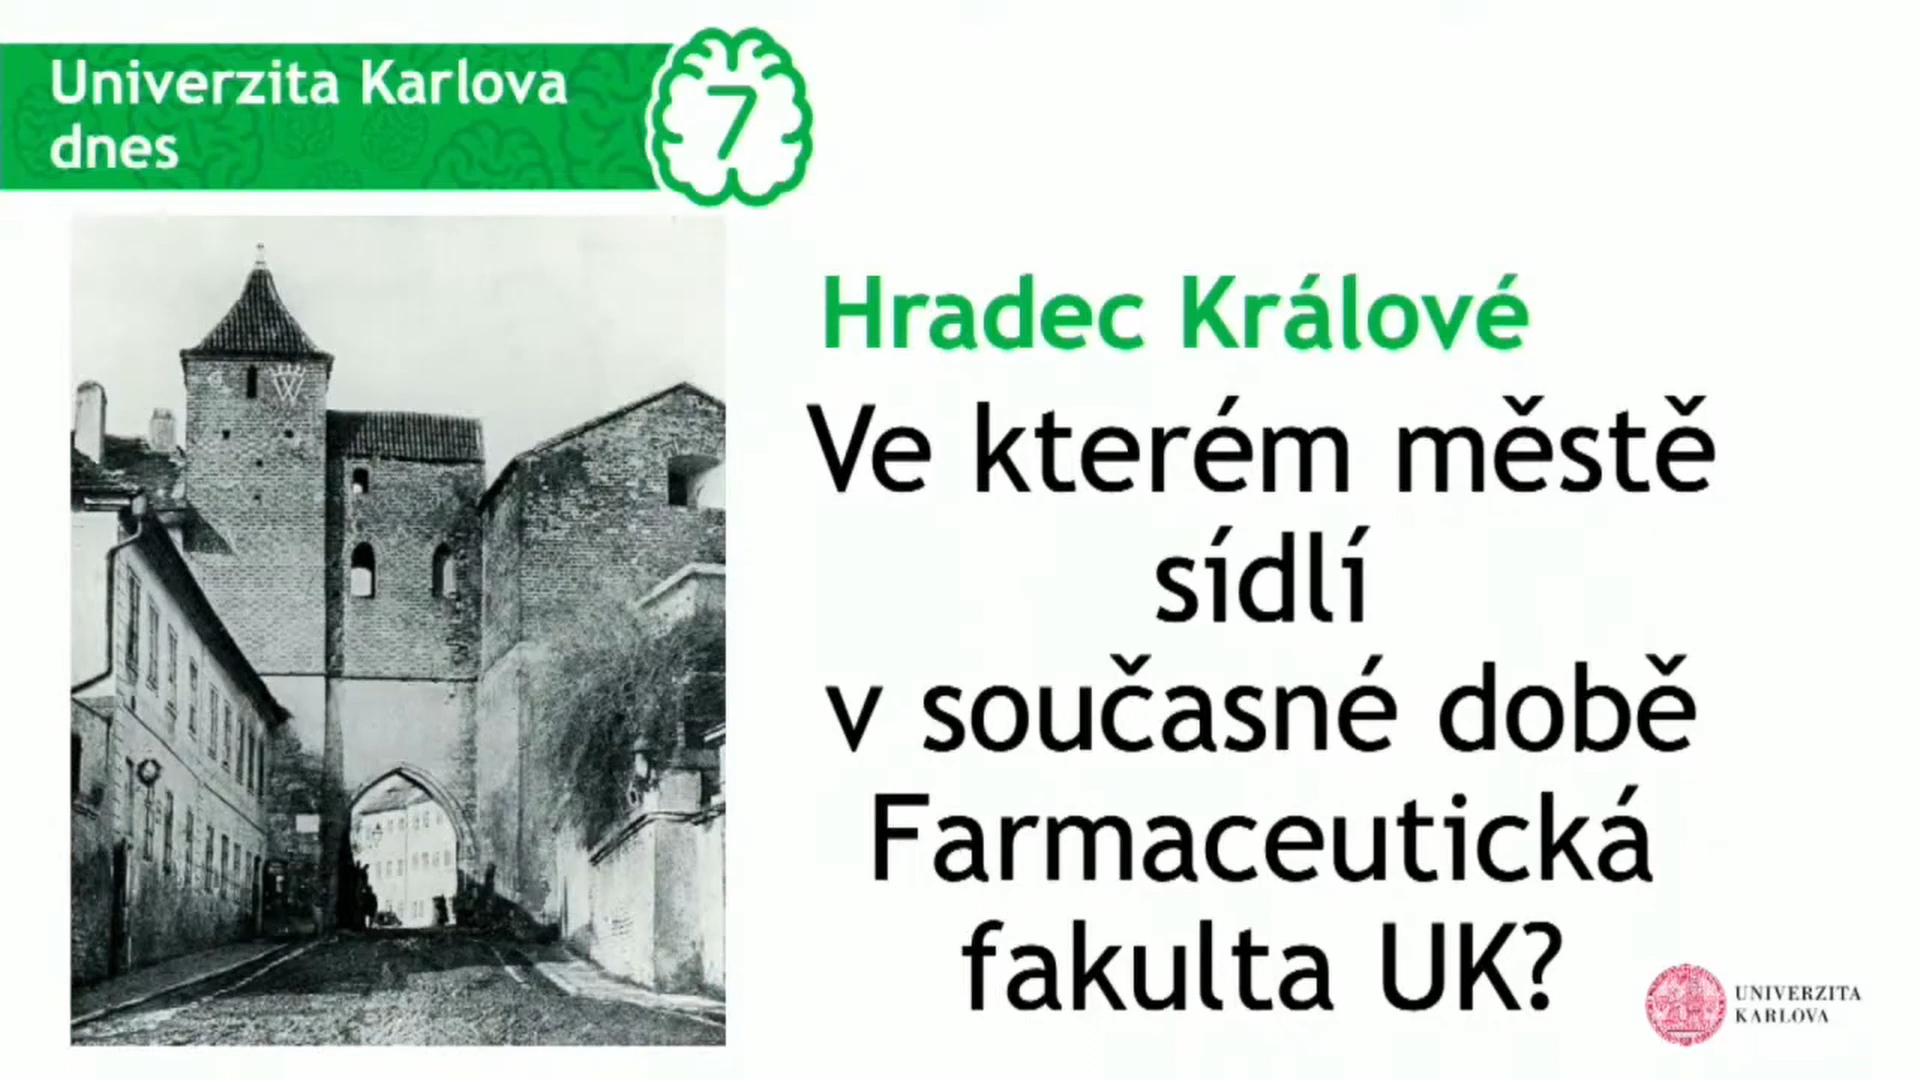 Univerzita Karlova
dnes
7
Hradec Králové
Ve kterém městě
sídlí
v současné době
Farmaceutická
fakulta UK?
UNIVERZITA
KARLOVA